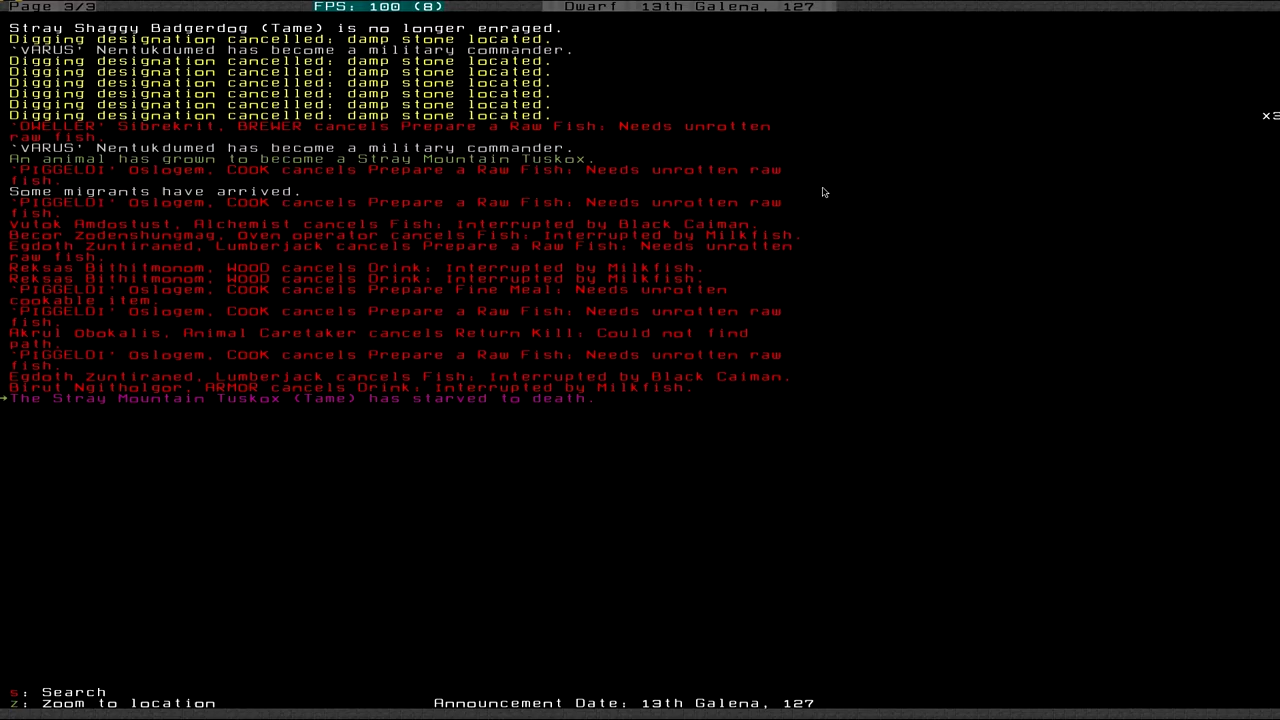 Page 3/3 FPS: 100 (8) Dwarf 13th Galena, 127
Stray Shaggy Badgerdog (Tame) is no longer enraged.
Digging designation cancelled: damp stone located.
`VARUS' Nentukdumed has become a military commander.
Digging designation cancelled: damp stone located.
Digging designation cancelled: damp stone located.
Digging designation cancelled: damp stone located.
Digging designation cancelled: damp stone located.
Digging designation cancelled: damp stone located.
Digging designation cancelled: damp stone located. x3
`DWELLER' Sibrekrit, BREWER cancels Prepare a Raw Fish: Needs unrotten
raw fish.
`VARUS' Nentukdumed has become a military commander.
An animal has grown to become a Stray Mountain Tuskox.
`PIGGELDI' Oslogem, COOK cancels Prepare a Raw Fish: Needs unrotten raw
fish.
Some migrants have arrived.
`PIGGELDI' Oslogem, COOK cancels Prepare a Raw Fish: Needs unrotten raw
fish.
Vutok Amdostust, Alchemist cancels Fish: Interrupted by Black Caiman.
Becor Zodenshungmag, Oven operator cancels Fish: Interrupted by Milkfish.
Egdoth Zuntiraned, Lumberjack cancels Prepare a Raw Fish: Needs unrotten
raw fish.
Reksas Bithitmonom, WOOD cancels Drink: Interrupted by Milkfish.
Reksas Bithitmonom, WOOD cancels Drink: Interrupted by Milkfish.
`PIGGELDI' Oslogem, COOK cancels Prepare Fine Meal: Needs unrotten
cookable item.
`PIGGELDI' Oslogem, COOK cancels Prepare a Raw Fish: Needs unrotten raw
fish.
Akrul Obokalis, Animal Caretaker cancels Return Kill: Could not find
path.
`PIGGELDI' Oslogem, COOK cancels Prepare a Raw Fish: Needs unrotten raw
fish.
Egdoth Zuntiraned, Lumberjack cancels Fish: Interrupted by Black Caiman.
Birut Ngitholgor, ARMOR cancels Drink: Interrupted by Milkfish.
→The Stray Mountain Tuskox (Tame) has starved to death.
s: Search
z: Zoom to location Announcement Date: 13th Galena, 127